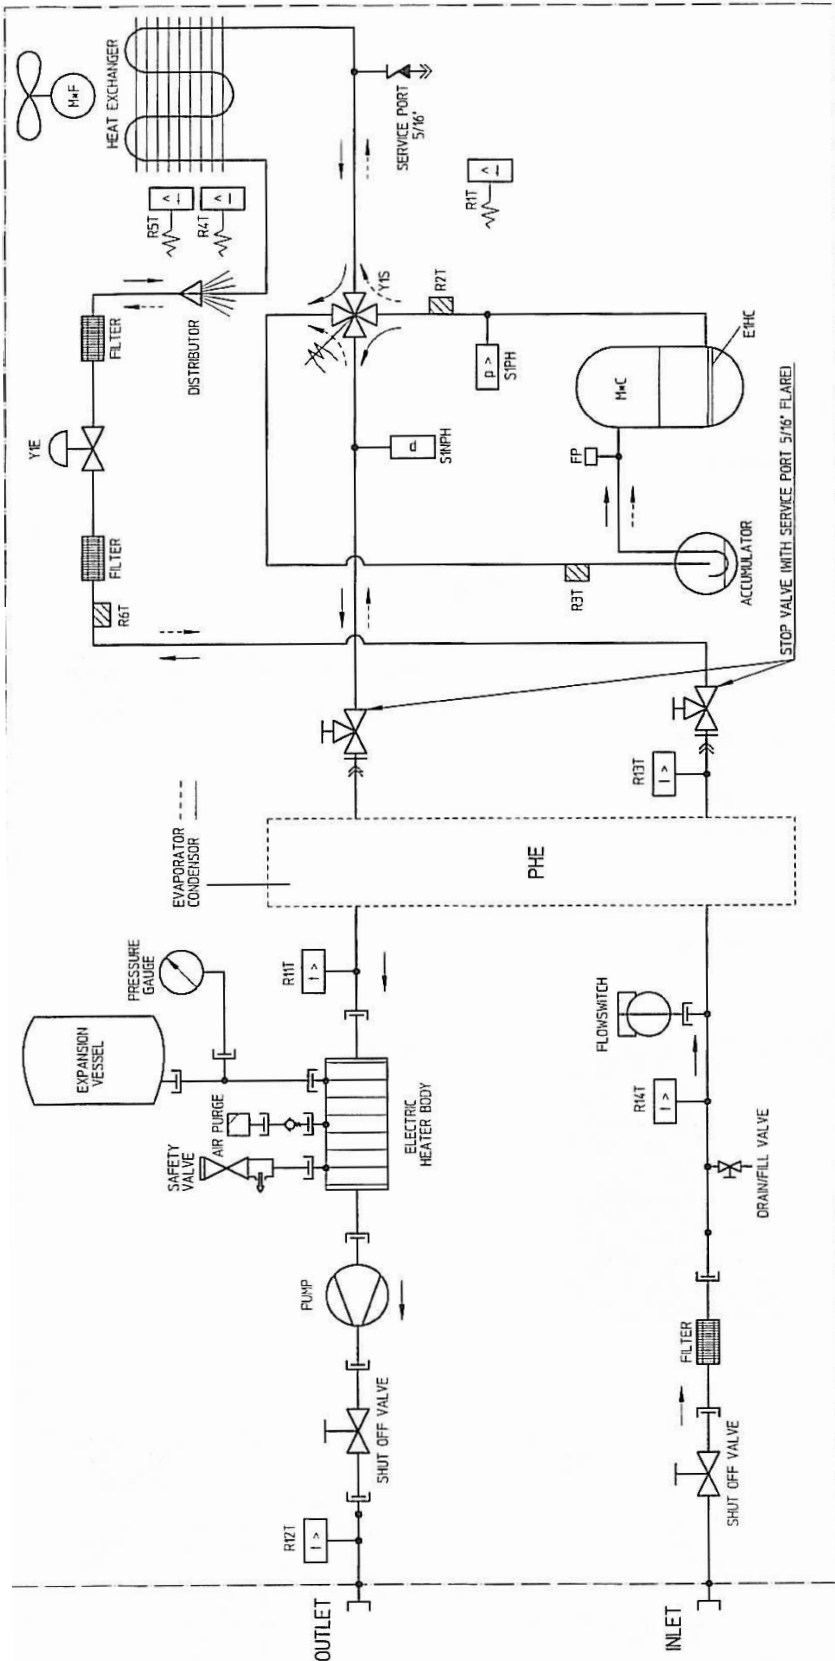 M*F
HEAT EXCHANGER
R5T
R4T
SERVICE PORT
5/16"
R1T
FILTER
DISTRIBUTOR
Y1E
FILTER
R6T
Y1S
R2T
S1PH
p >
S1NPH
M*C
E1HC
FP
R3T
ACCUMULATOR
STOP VALVE (WITH SERVICE PORT 5/16" FLARE)
R13T
EVAPORATOR
CONDENSOR
PHE
PRESSURE
GAUGE
R11T
t >
EXPANSION
VESSEL
FLOWSWITCH
SAFETY
VALVE
AIR PURGE
ELECTRIC
HEATER BODY
R14T
t >
DRAIN/FILL VALVE
PUMP
FILTER
SHUT OFF VALVE
SHUT OFF VALVE
R12T
OUTLET
INLET